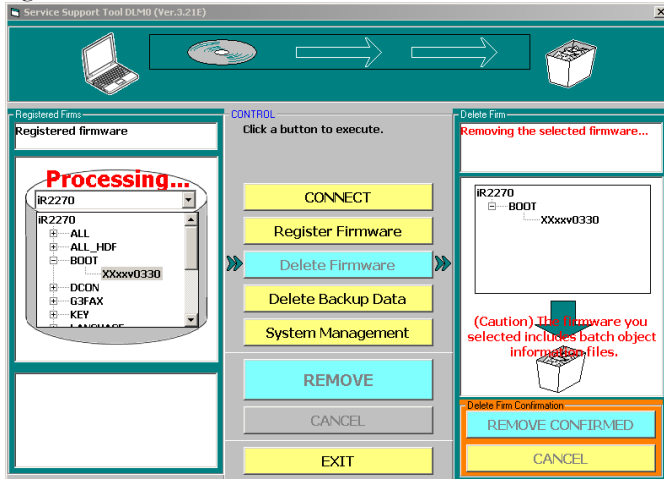 Service Support Tool DLM0 (Ver.3.21E)
Registered Firms
Registered firmware
Processing...
iR2270
iR2270
ALL
ALL_HDF
BOOT
XXxxv0330
DCON
G3FAX
KEY
LANGUAGE
CONTROL
Click a button to execute.
CONNECT
Register Firmware
Delete Firmware
Delete Backup Data
System Management
REMOVE
CANCEL
EXIT
Delete Firm
Removing the selected firmware...
iR2270
BOOT
XXxxv0330
(Caution) The firmware you
selected includes batch object
information files.
Delete Firm Confirmation
REMOVE CONFIRMED
CANCEL